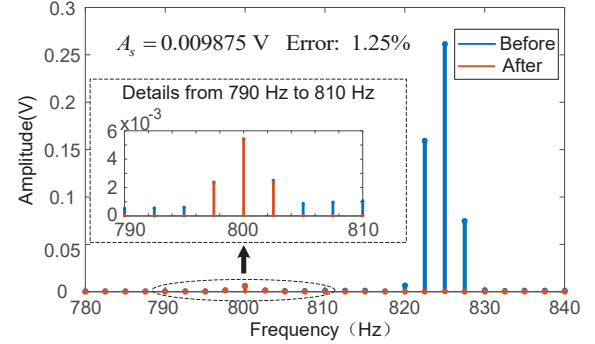 0.3
0.25
0.2
0.15
0.1
0.05
0
Amplitude(V)
A_s = 0.009875 V Error: 1.25%
Before
After
Details from 790 Hz to 810 Hz
×10^-3
6
4
2
0
790 800 810
780 790 800 810 820 830 840
Frequency（Hz）